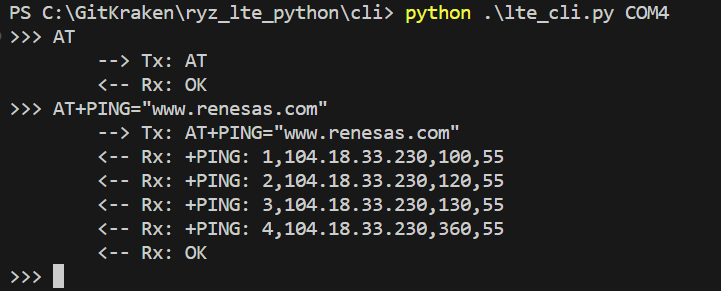 PS C:\GitKraken\ryz_lte_python\cli> python .\lte_cli.py COM4
>>> AT
--> Tx: AT
<-- Rx: OK
>>> AT+PING="www.renesas.com"
--> Tx: AT+PING="www.renesas.com"
<-- Rx: +PING: 1,104.18.33.230,100,55
<-- Rx: +PING: 2,104.18.33.230,120,55
<-- Rx: +PING: 3,104.18.33.230,130,55
<-- Rx: +PING: 4,104.18.33.230,360,55
<-- Rx: OK
>>>